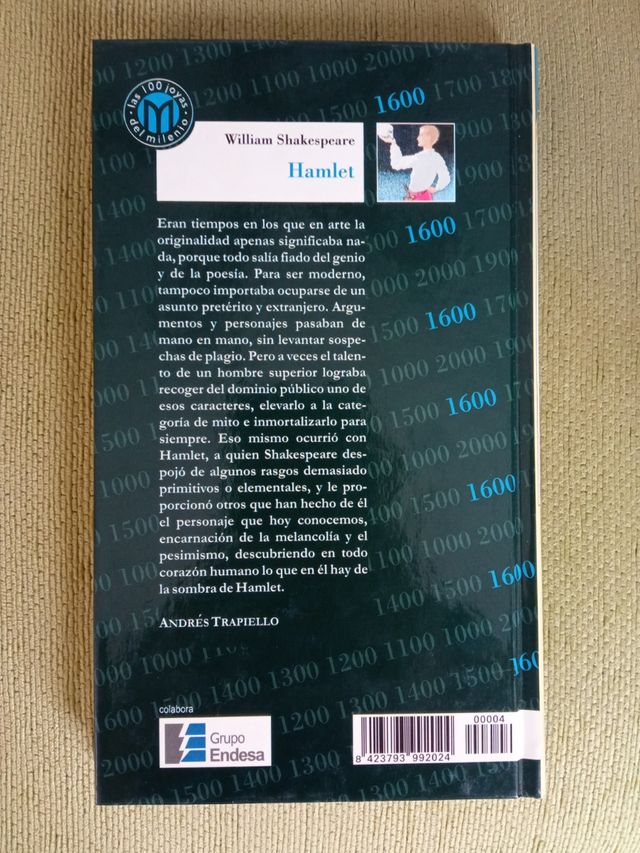 las 100 joyas
del milenio
M
William Shakespeare
Hamlet
Eran tiempos en los que en arte la
originalidad apenas significaba na-
da, porque todo salía fiado del genio
y de la poesía. Para ser moderno,
tampoco importaba ocuparse de un
asunto pretérito y extranjero. Argu-
mentos y personajes pasaban de
mano en mano, sin levantar sospe-
chas de plagio. Pero a veces el talen-
to de un hombre superior lograba
recoger del dominio público uno de
esos caracteres, elevarlo a la cate-
goría de mito e inmortalizarlo para
siempre. Eso mismo ocurrió con
Hamlet, a quien Shakespeare des-
pojó de algunos rasgos demasiado
primitivos o elementales, y le pro-
porcionó otros que han hecho de él
el personaje que hoy conocemos,
encarnación de la melancolía y el
pesimismo, descubriendo en todo
corazón humano lo que en él hay de
la sombra de Hamlet.
ANDRÉS TRAPIELLO
1600
1600
1600
1600
1600
1600
colabora
Grupo
Endesa
00004
8 423793 992024